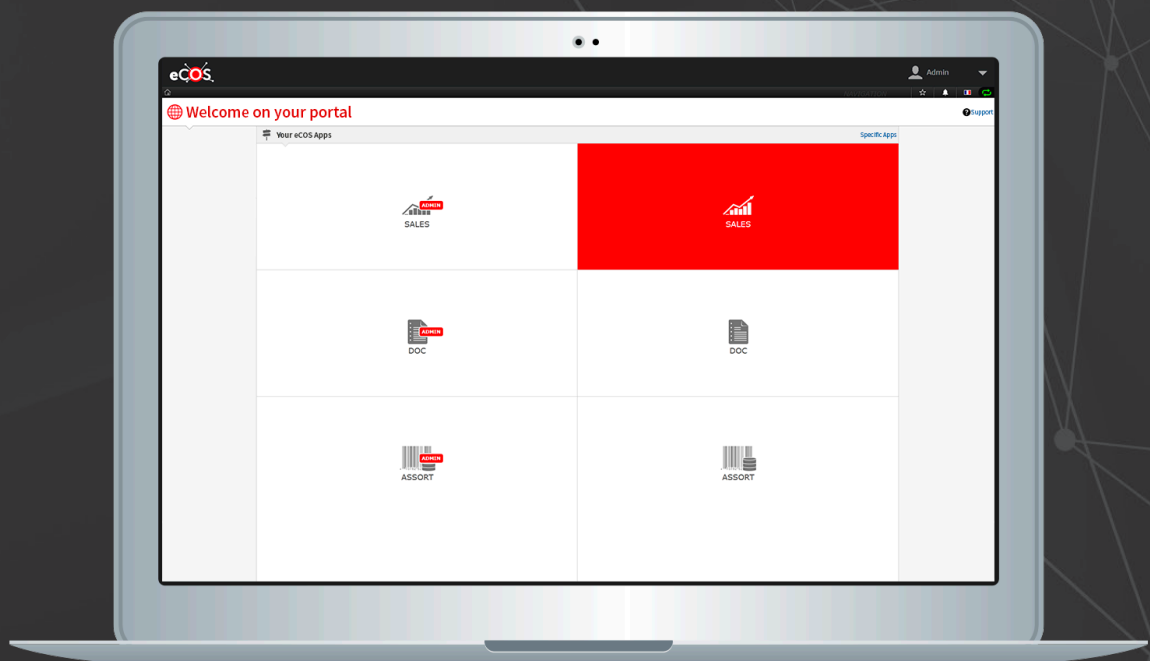 eCOS
Admin
Welcome on your portal
Support
Your eCOS Apps
Specific Apps
ADMIN
SALES
SALES
ADMIN
DOC
DOC
ADMIN
ASSORT
ASSORT